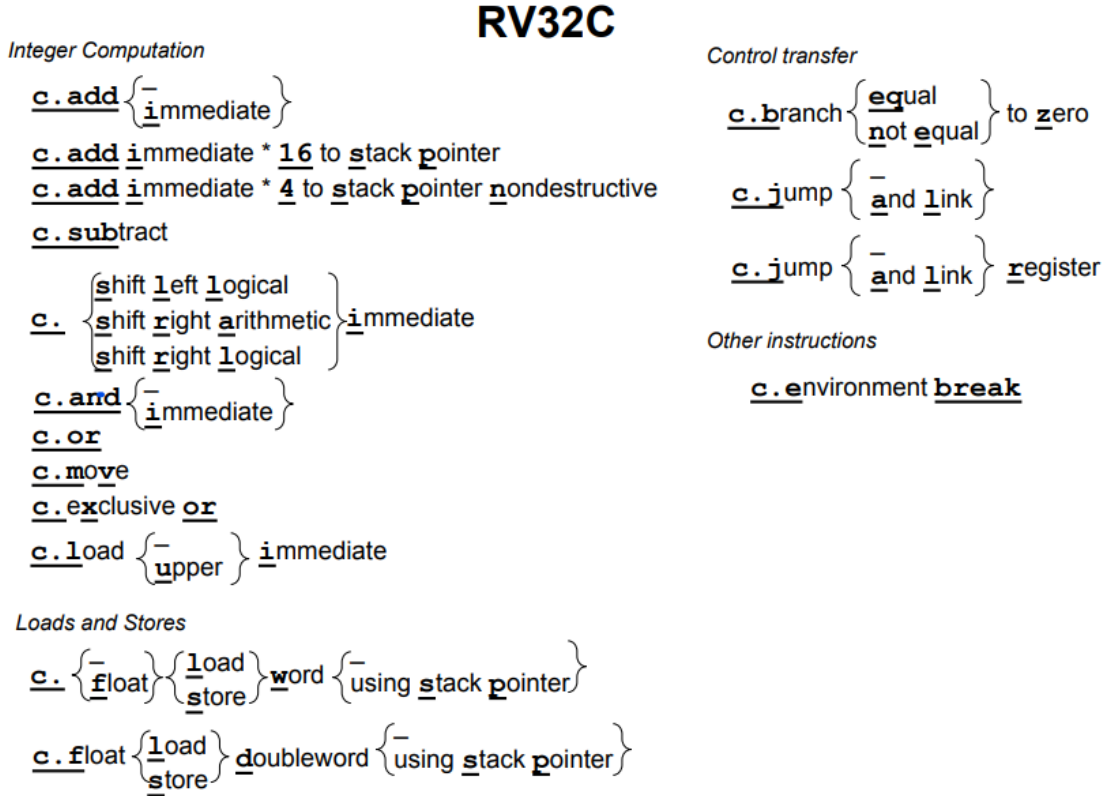 RV32C
Integer Computation
c.add { –
immediate }
c.add immediate * 16 to stack pointer
c.add immediate * 4 to stack pointer nondestructive
c.subtract
c. { shift left logical
shift right arithmetic
shift right logical } immediate
c.and { –
immediate }
c.or
c.move
c.exclusive or
c.load { –
upper } immediate
Loads and Stores
c. { –
float } { load
store } word { –
using stack pointer }
c.float { load
store } doubleword { –
using stack pointer }
Control transfer
c.branch { equal
not equal } to zero
c.jump { –
and link }
c.jump { –
and link } register
Other instructions
c.environment break